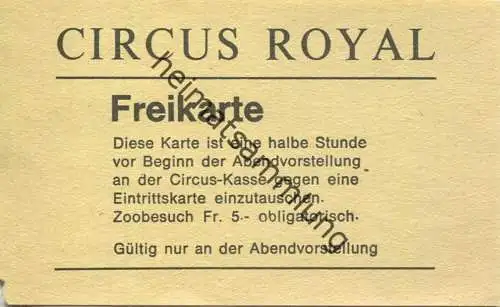 CIRCUS ROYAL
Freikarte
Diese Karte ist eine halbe Stunde
vor Beginn der Abendvorstellung
an der Circus-Kasse gegen eine
Eintrittskarte einzutauschen.
Zoobesuch Fr. 5.- obligatorisch.
Gültig nur an der Abendvorstellung
heimatsammlung